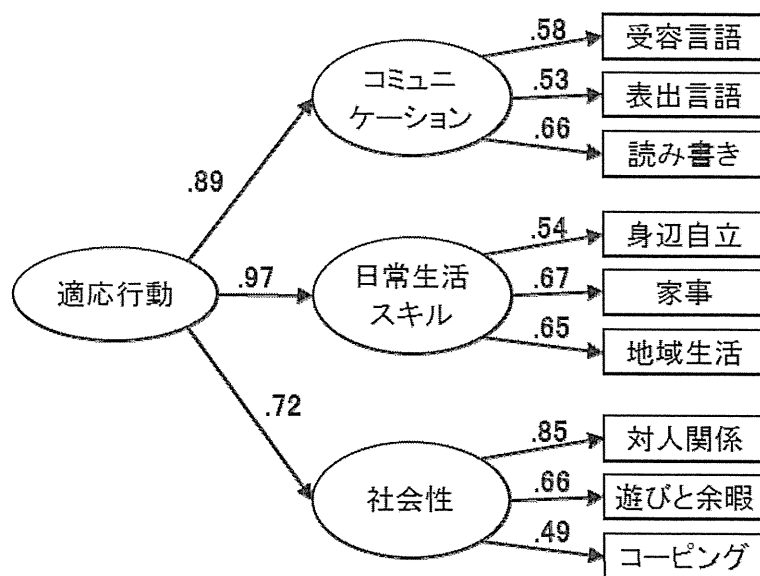 .58
受容言語
コミュニ
ケーション
.53
表出言語
.66
読み書き
.89
.54
身辺自立
適応行動
.97
日常生活
スキル
.67
家事
.65
地域生活
.72
.85
対人関係
社会性
.66
遊びと余暇
.49
コーピング